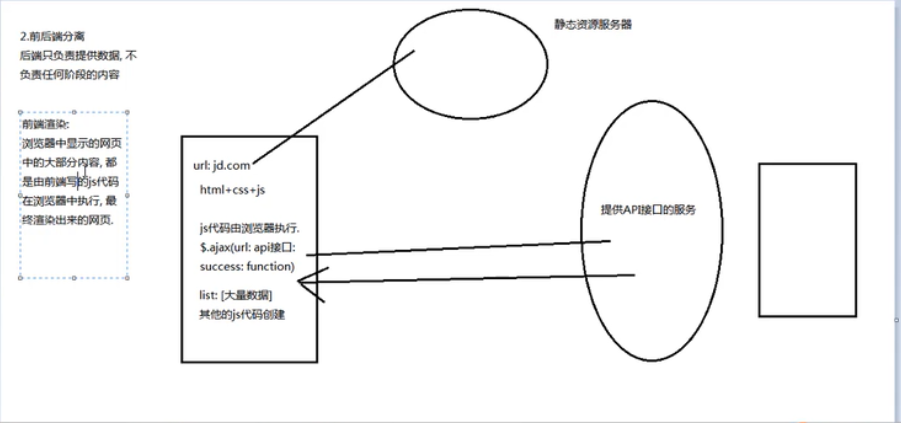 2.前后端分离
后端只负责提供数据, 不
负责任何阶段的内容
前端渲染:
浏览器中显示的网页
中的大部分内容, 都
是由前端写的js代码
在浏览器中执行, 最
终渲染出来的网页.
静态资源服务器
url: jd.com
html+css+js
js代码由浏览器执行.
$.ajax(url: api接口:
success: function)
list: [大量数据]
其他的js代码创建
提供API接口的服务